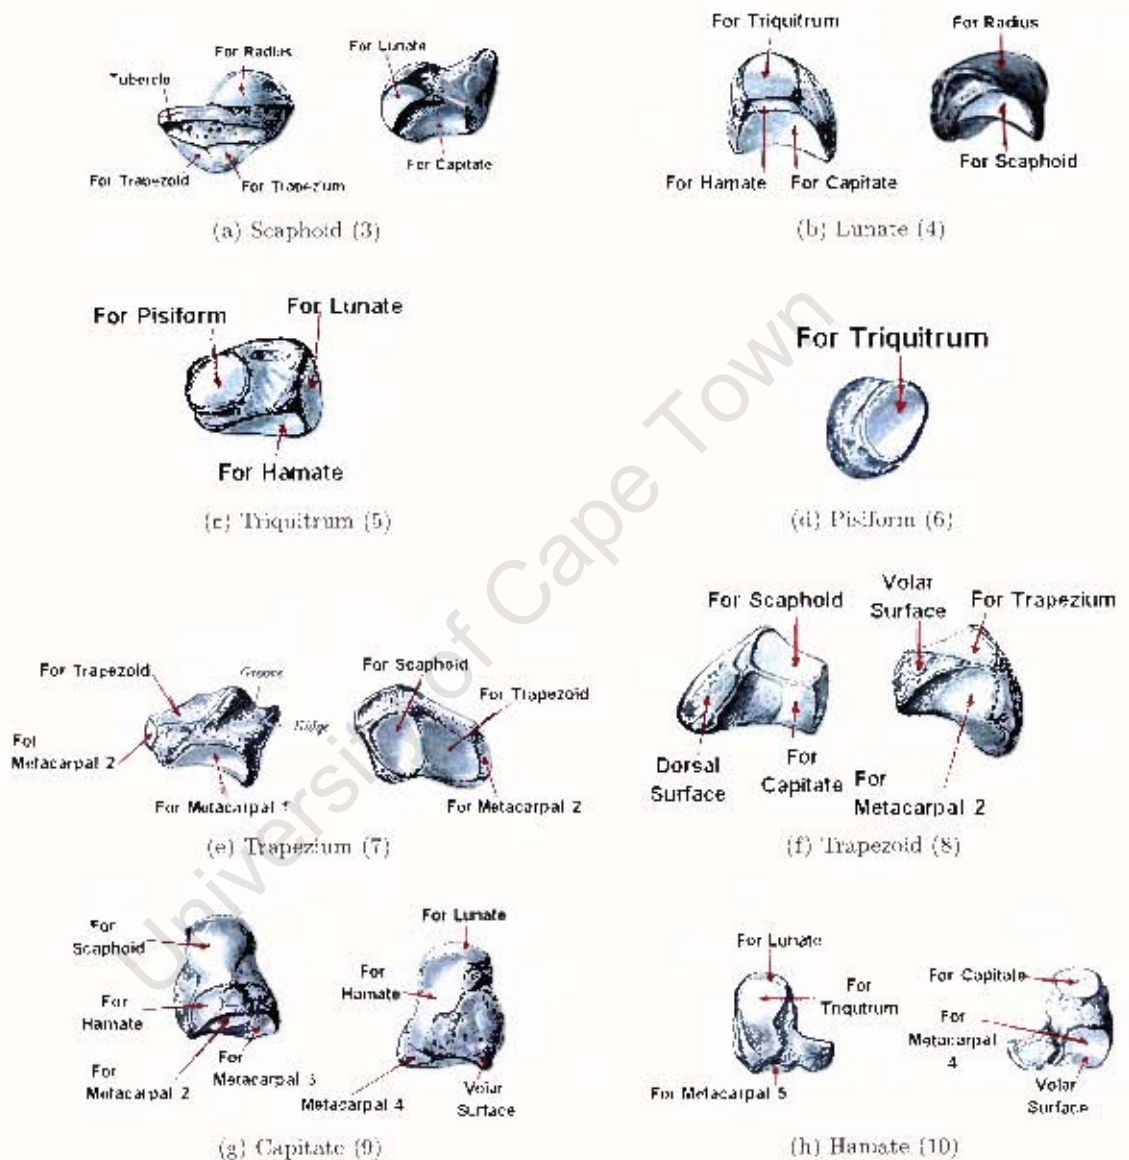 For Radius
Tubercle
For Trapezoid
For Trapezium
For Lunate
For Capitate
(a) Scaphoid (3)
For Triquitrum
For Hamate
For Capitate
For Radius
For Scaphoid
(b) Lunate (4)
For Pisiform
For Lunate
For Hamate
(c) Triquitrum (5)
For Triquitrum
(d) Pisiform (6)
For Trapezoid
Groove
Ridge
For
Metacarpal 2
For Metacarpal 1
For Scaphoid
For Trapezoid
For Metacarpal 2
(e) Trapezium (7)
For Scaphoid
Dorsal
Surface
For
Capitate
Volar
Surface
For Trapezium
For
Metacarpal 2
(f) Trapezoid (8)
For
Scaphoid
For
Hamate
For
Metacarpal 2
For
Metacarpal 3
For Lunate
For
Hamate
Metacarpal 4
Volar
Surface
(g) Capitate (9)
For Lunate
For
Triqutrum
For Metacarpal 5
For Capitate
For
Metacarpal
4
Volar
Surface
(h) Hamate (10)
University of Cape Town